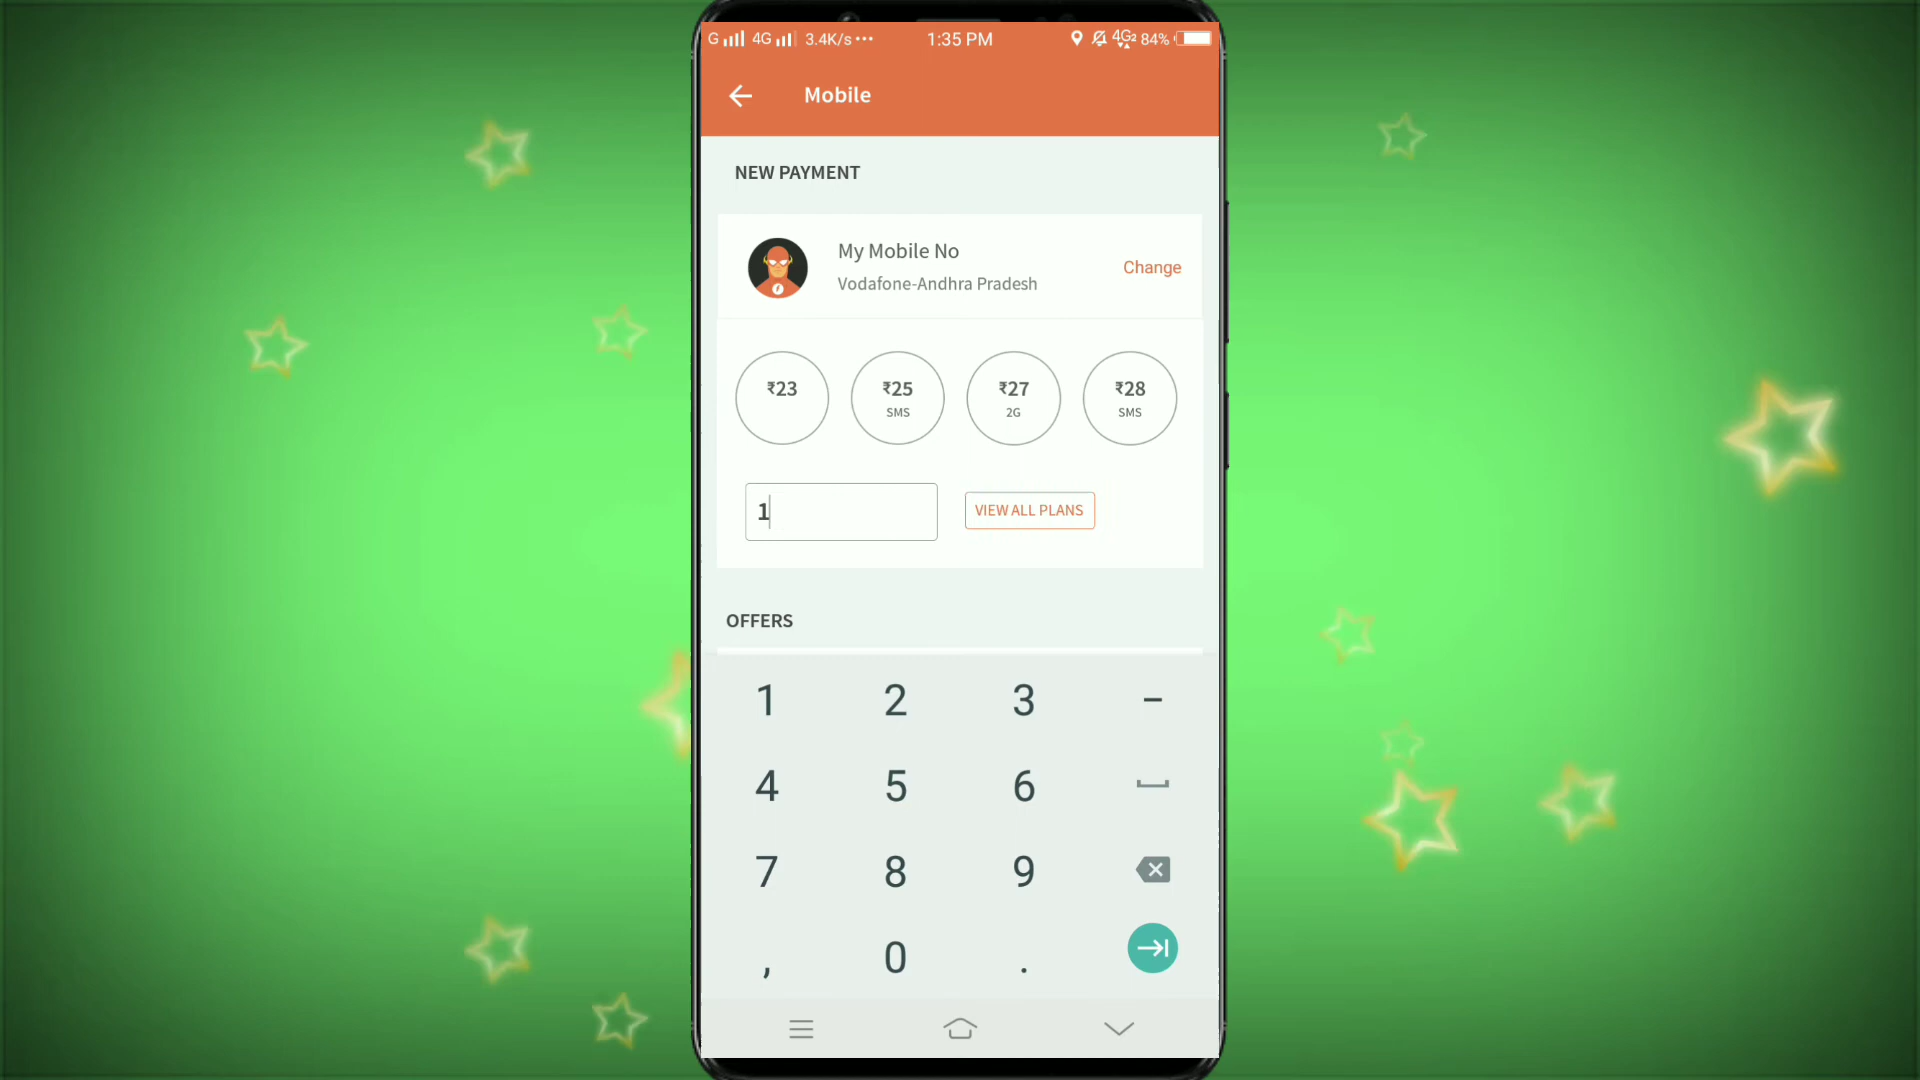 G 4G 3.4K/s ... 1:35 PM 4G2 84%
Mobile
NEW PAYMENT
My Mobile No
Vodafone-Andhra Pradesh
Change
₹23 ₹25 ₹27 ₹28
SMS 2G SMS
1 VIEW ALL PLANS
OFFERS
1 2 3 -
4 5 6
7 8 9
, 0 .